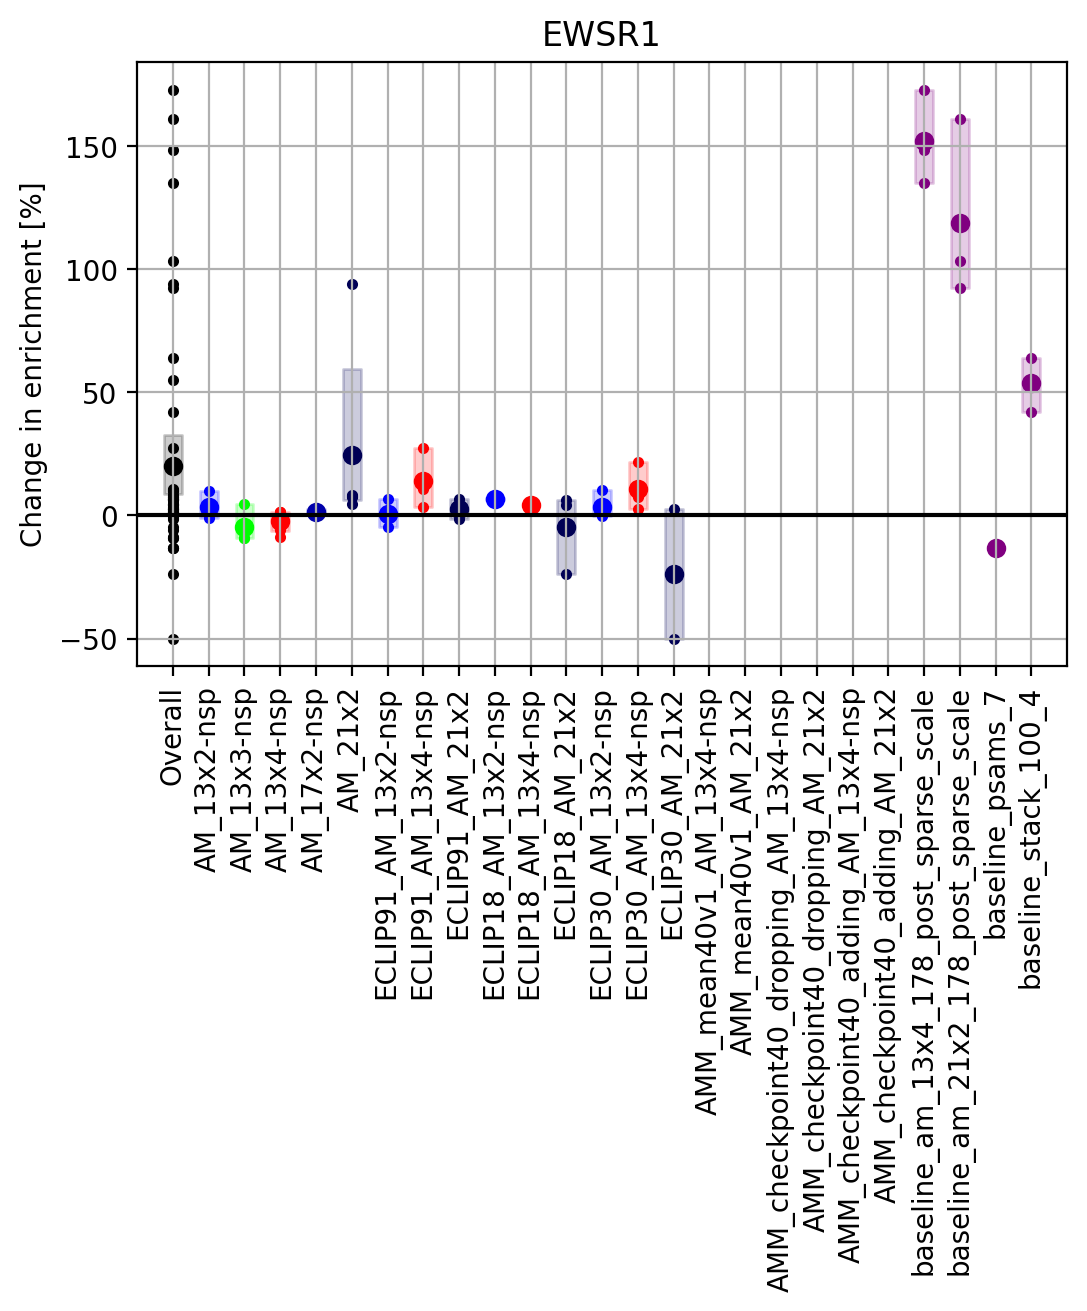 EWSR1
Change in enrichment [%]
150
100
50
0
−50
Overall
AM_13x2-nsp
AM_13x3-nsp
AM_13x4-nsp
AM_17x2-nsp
AM_21x2
ECLIP91_AM_13x2-nsp
ECLIP91_AM_13x4-nsp
ECLIP91_AM_21x2
ECLIP18_AM_13x2-nsp
ECLIP18_AM_13x4-nsp
ECLIP18_AM_21x2
ECLIP30_AM_13x2-nsp
ECLIP30_AM_13x4-nsp
ECLIP30_AM_21x2
AMM_mean40v1_AM_13x4-nsp
AMM_mean40v1_AM_21x2
AMM_checkpoint40_dropping_AM_13x4-nsp
AMM_checkpoint40_dropping_AM_21x2
AMM_checkpoint40_adding_AM_13x4-nsp
AMM_checkpoint40_adding_AM_21x2
baseline_am_13x4_178_post_sparse_scale
baseline_am_21x2_178_post_sparse_scale
baseline_psams_7
baseline_stack_100_4